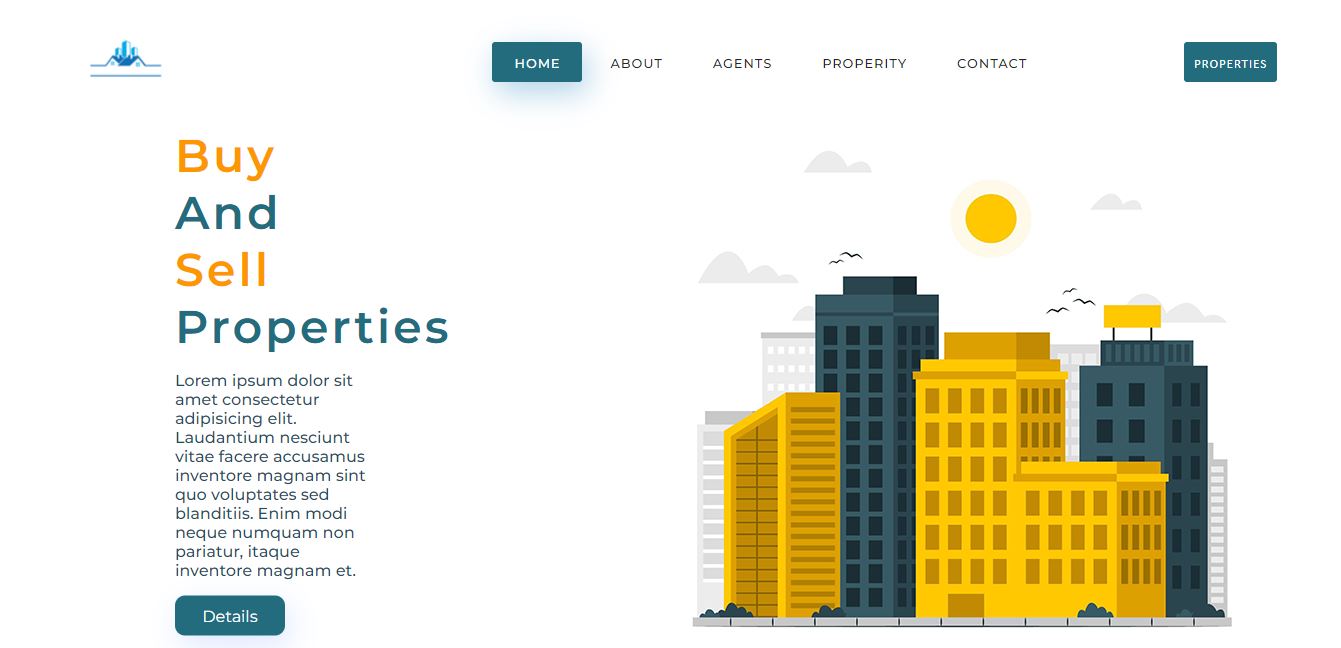 HOME
ABOUT
AGENTS
PROPERITY
CONTACT
PROPERTIES
Buy
And
Sell
Properties
Lorem ipsum dolor sit
amet consectetur
adipisicing elit.
Laudantium nesciunt
vitae facere accusamus
inventore magnam sint
quo voluptates sed
blanditiis. Enim modi
neque numquam non
pariatur, itaque
inventore magnam et.
Details